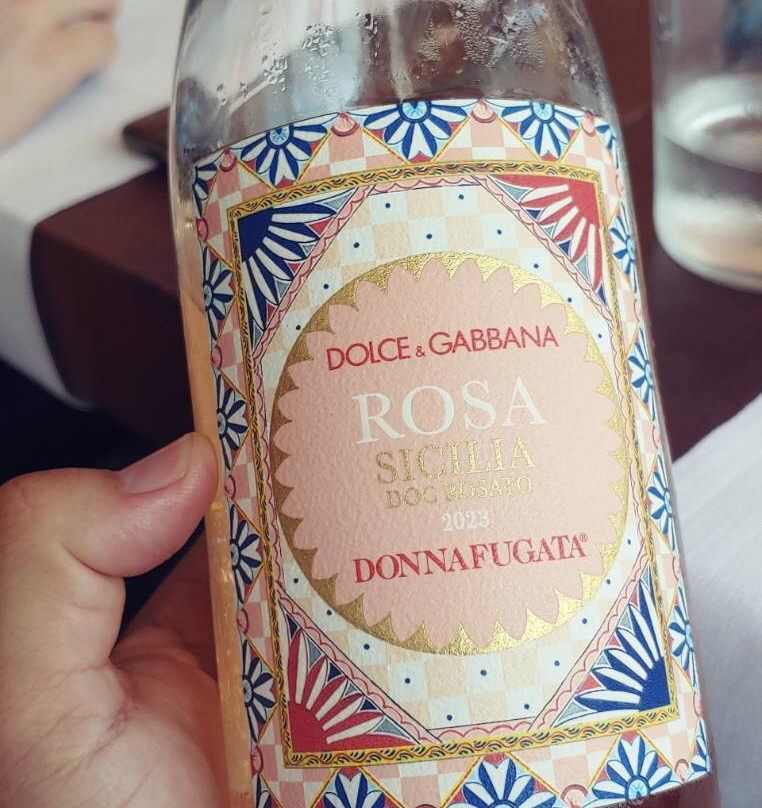 DOLCE & GABBANA
ROSA
SICILIA
DOC ROSATO
2023
DONNAFUGATA®